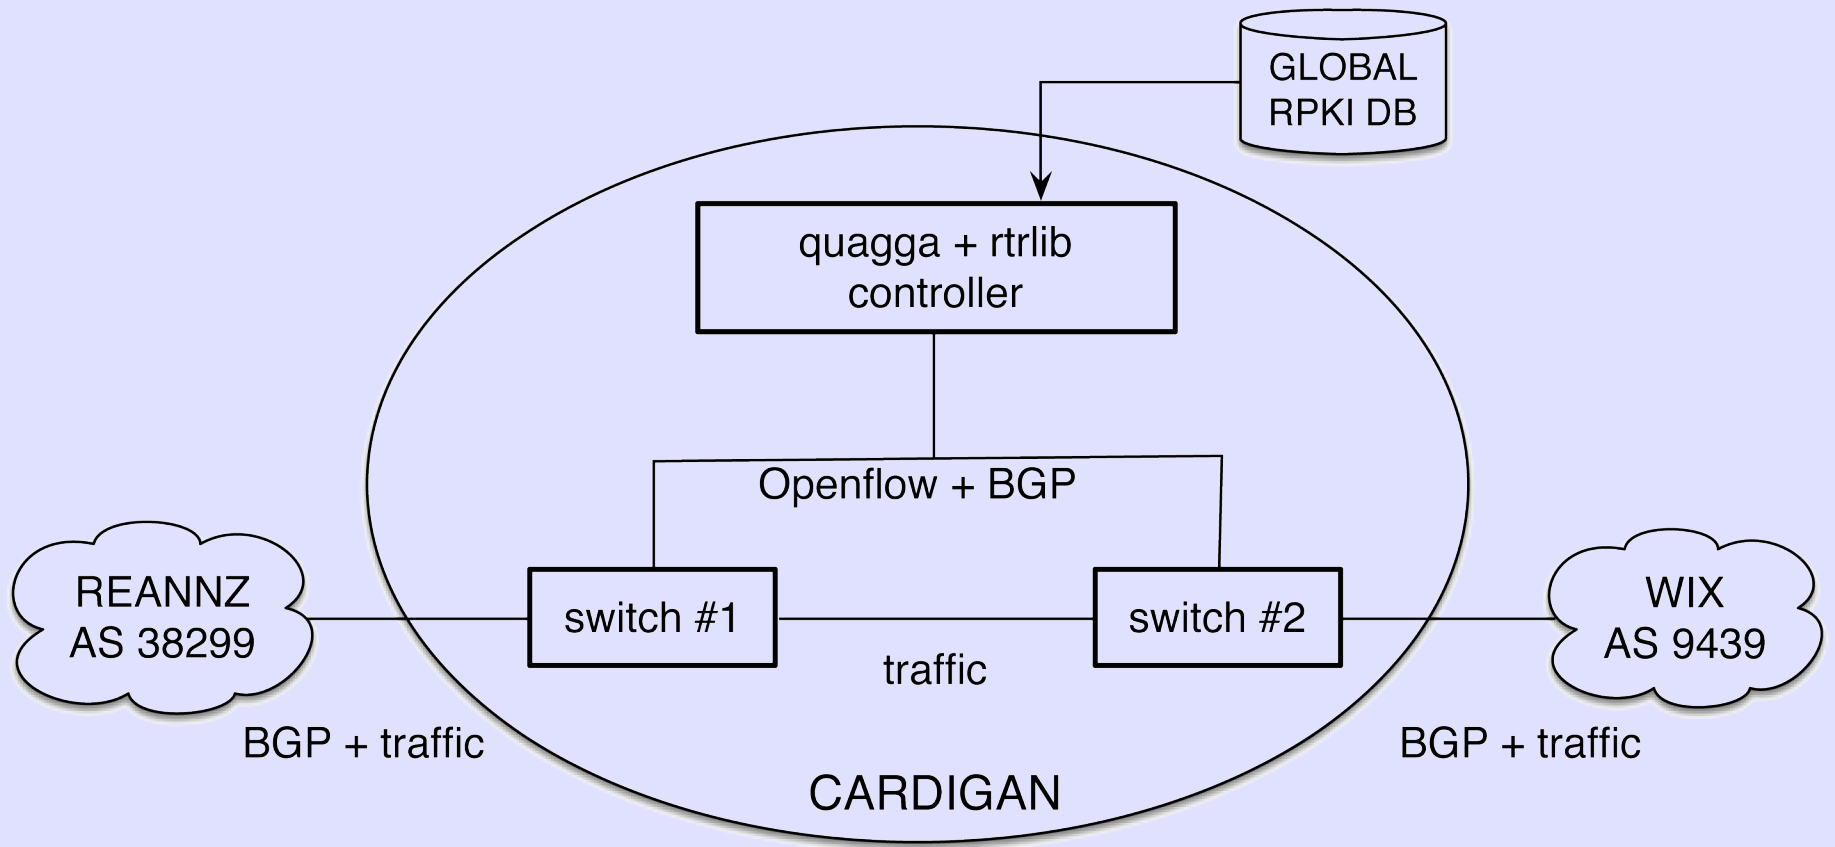 GLOBAL
RPKI DB
quagga + rtrlib
controller
Openflow + BGP
REANNZ
AS 38299
switch #1
switch #2
WIX
AS 9439
traffic
BGP + traffic
BGP + traffic
CARDIGAN